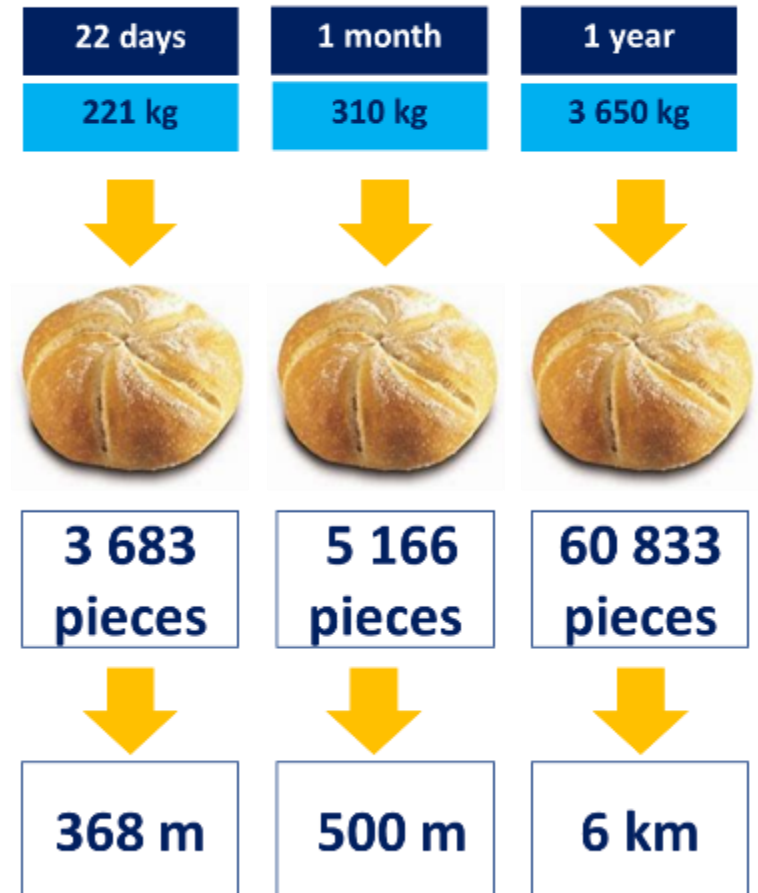 22 days
1 month
1 year
221 kg
310 kg
3 650 kg
3 683
pieces
5 166
pieces
60 833
pieces
368 m
500 m
6 km